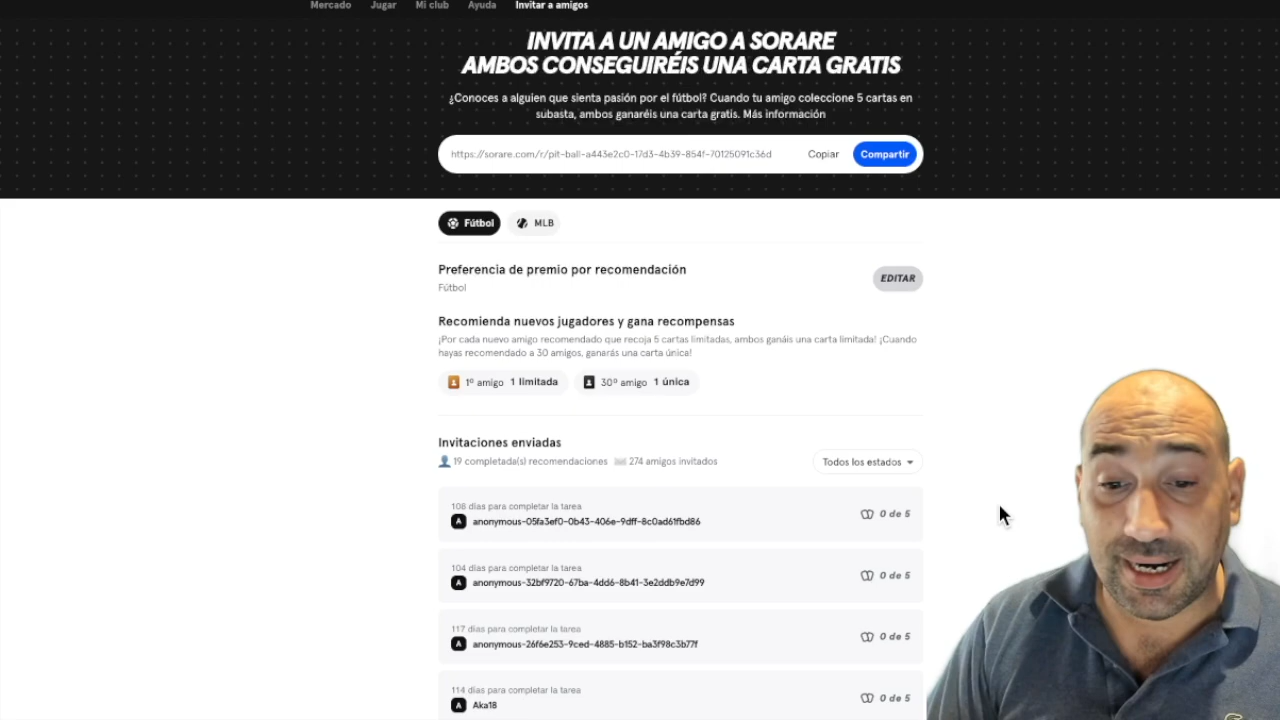 Mercado Jugar Mi club Ayuda Invitar a amigos
INVITA A UN AMIGO A SORARE
AMBOS CONSEGUIRÉIS UNA CARTA GRATIS
¿Conoces a alguien que sienta pasión por el fútbol? Cuando tu amigo coleccione 5 cartas en
subasta, ambos ganaréis una carta gratis. Más información
https://sorare.com/r/pit-ball-a443e2c0-17d3-4b39-854f-70125091c36d Copiar Compartir
Fútbol MLB
Preferencia de premio por recomendación
Fútbol
EDITAR
Recomienda nuevos jugadores y gana recompensas
¡Por cada nuevo amigo recomendado que recoja 5 cartas limitadas, ambos ganáis una carta limitada! ¡Cuando
hayas recomendado a 30 amigos, ganarás una carta única!
1º amigo 1 limitada 30º amigo 1 única
Invitaciones enviadas
19 completada(s) recomendaciones 274 amigos invitados
Todos los estados
108 días para completar la tarea
A anonymous-05fa3ef0-0b43-406e-9dff-8c0ad61fbd86
0 de 5
104 días para completar la tarea
A anonymous-32bf9720-67ba-4dd6-8b41-3e2ddb9e7d99
0 de 5
117 días para completar la tarea
A anonymous-26f6e253-9ced-4885-b152-ba3f98c3b77f
0 de 5
114 días para completar la tarea
A Aka18
0 de 5